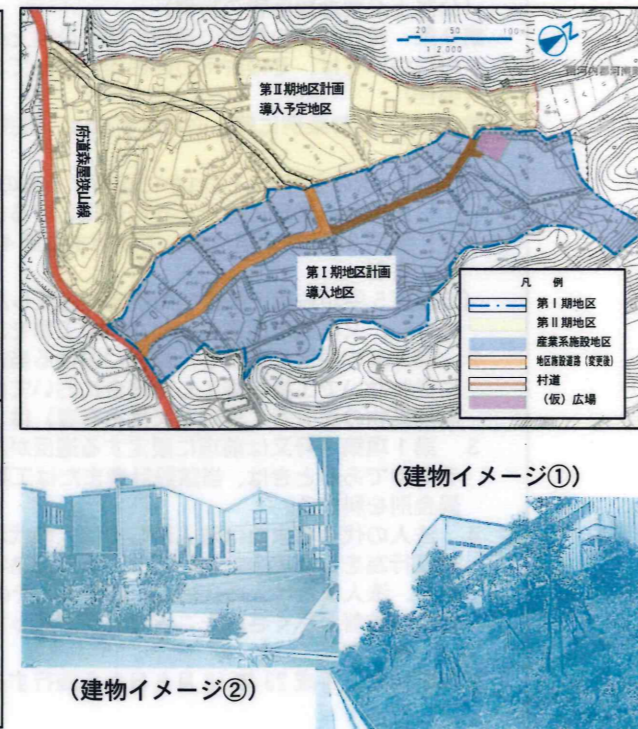 20 50 100m
1 2,000
Z
第Ⅱ期地区計画
導入予定地区
府道森屋狭山線
第Ⅰ期地区計画
導入地区
凡 例
第Ⅰ期地区
第Ⅱ期地区
産業系施設地区
地区施設道路(変更後)
村道
(仮)広場
(建物イメージ①)
(建物イメージ②)